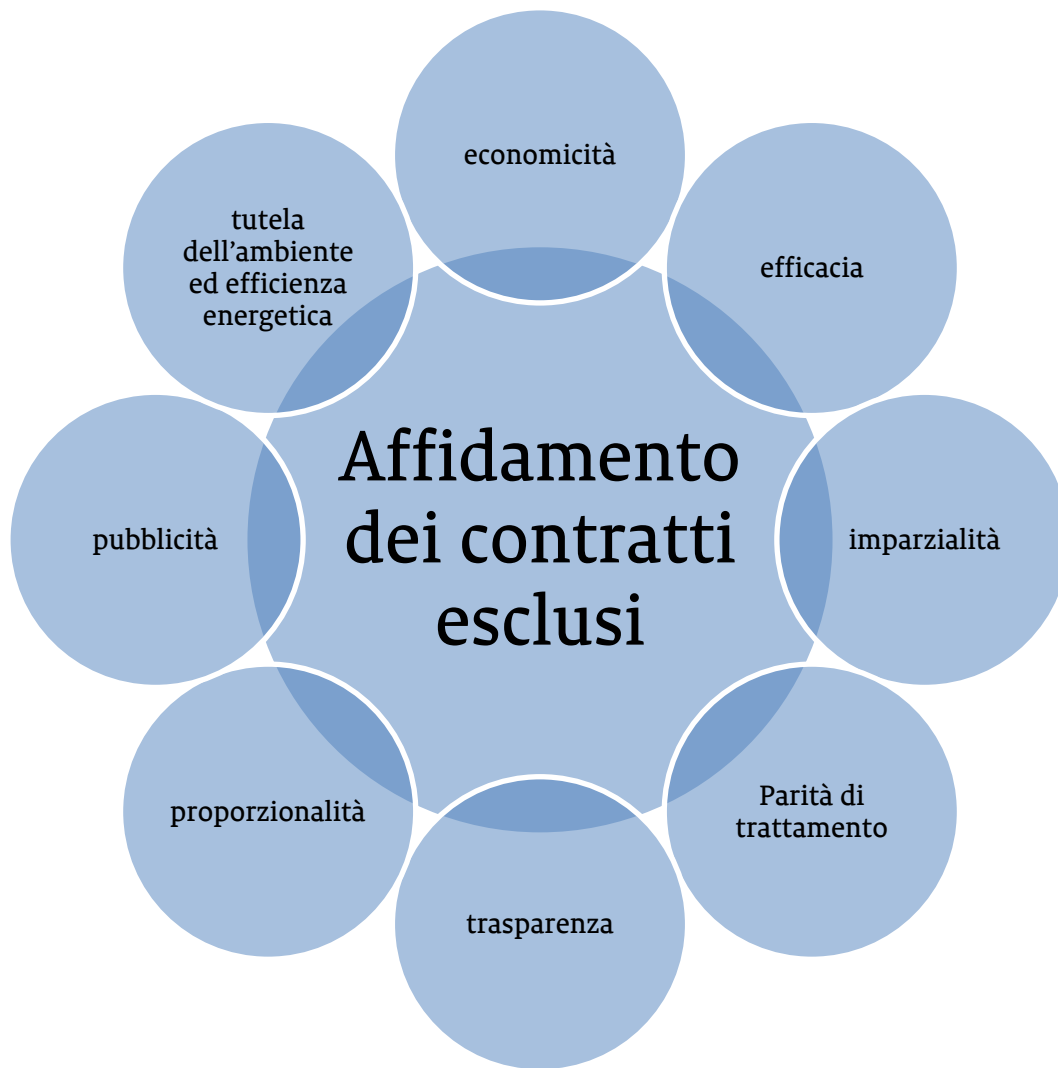 economicità
efficacia
imparzialità
Parità di
trattamento
trasparenza
proporzionalità
pubblicità
tutela
dell’ambiente
ed efficienza
energetica
Affidamento
dei contratti
esclusi